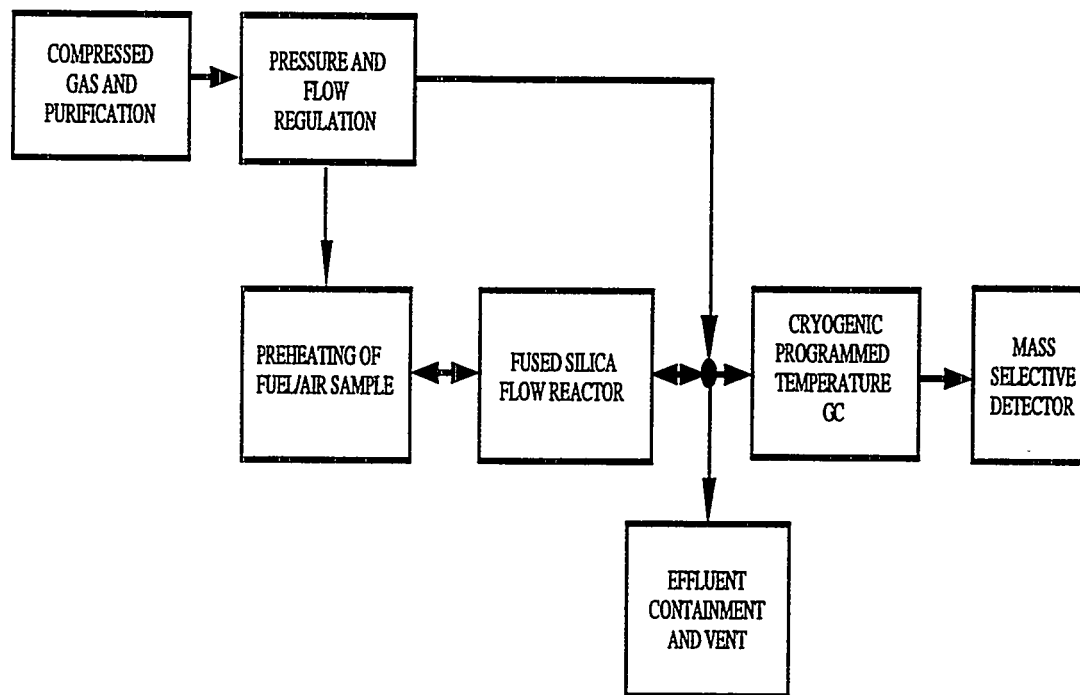 COMPRESSED
GAS AND
PURIFICATION
PRESSURE AND
FLOW
REGULATION
PREHEATING OF
FUEL/AIR SAMPLE
FUSED SILICA
FLOW REACTOR
CRYOGENIC
PROGRAMMED
TEMPERATURE
GC
MASS
SELECTIVE
DETECTOR
EFFLUENT
CONTAINMENT
AND VENT